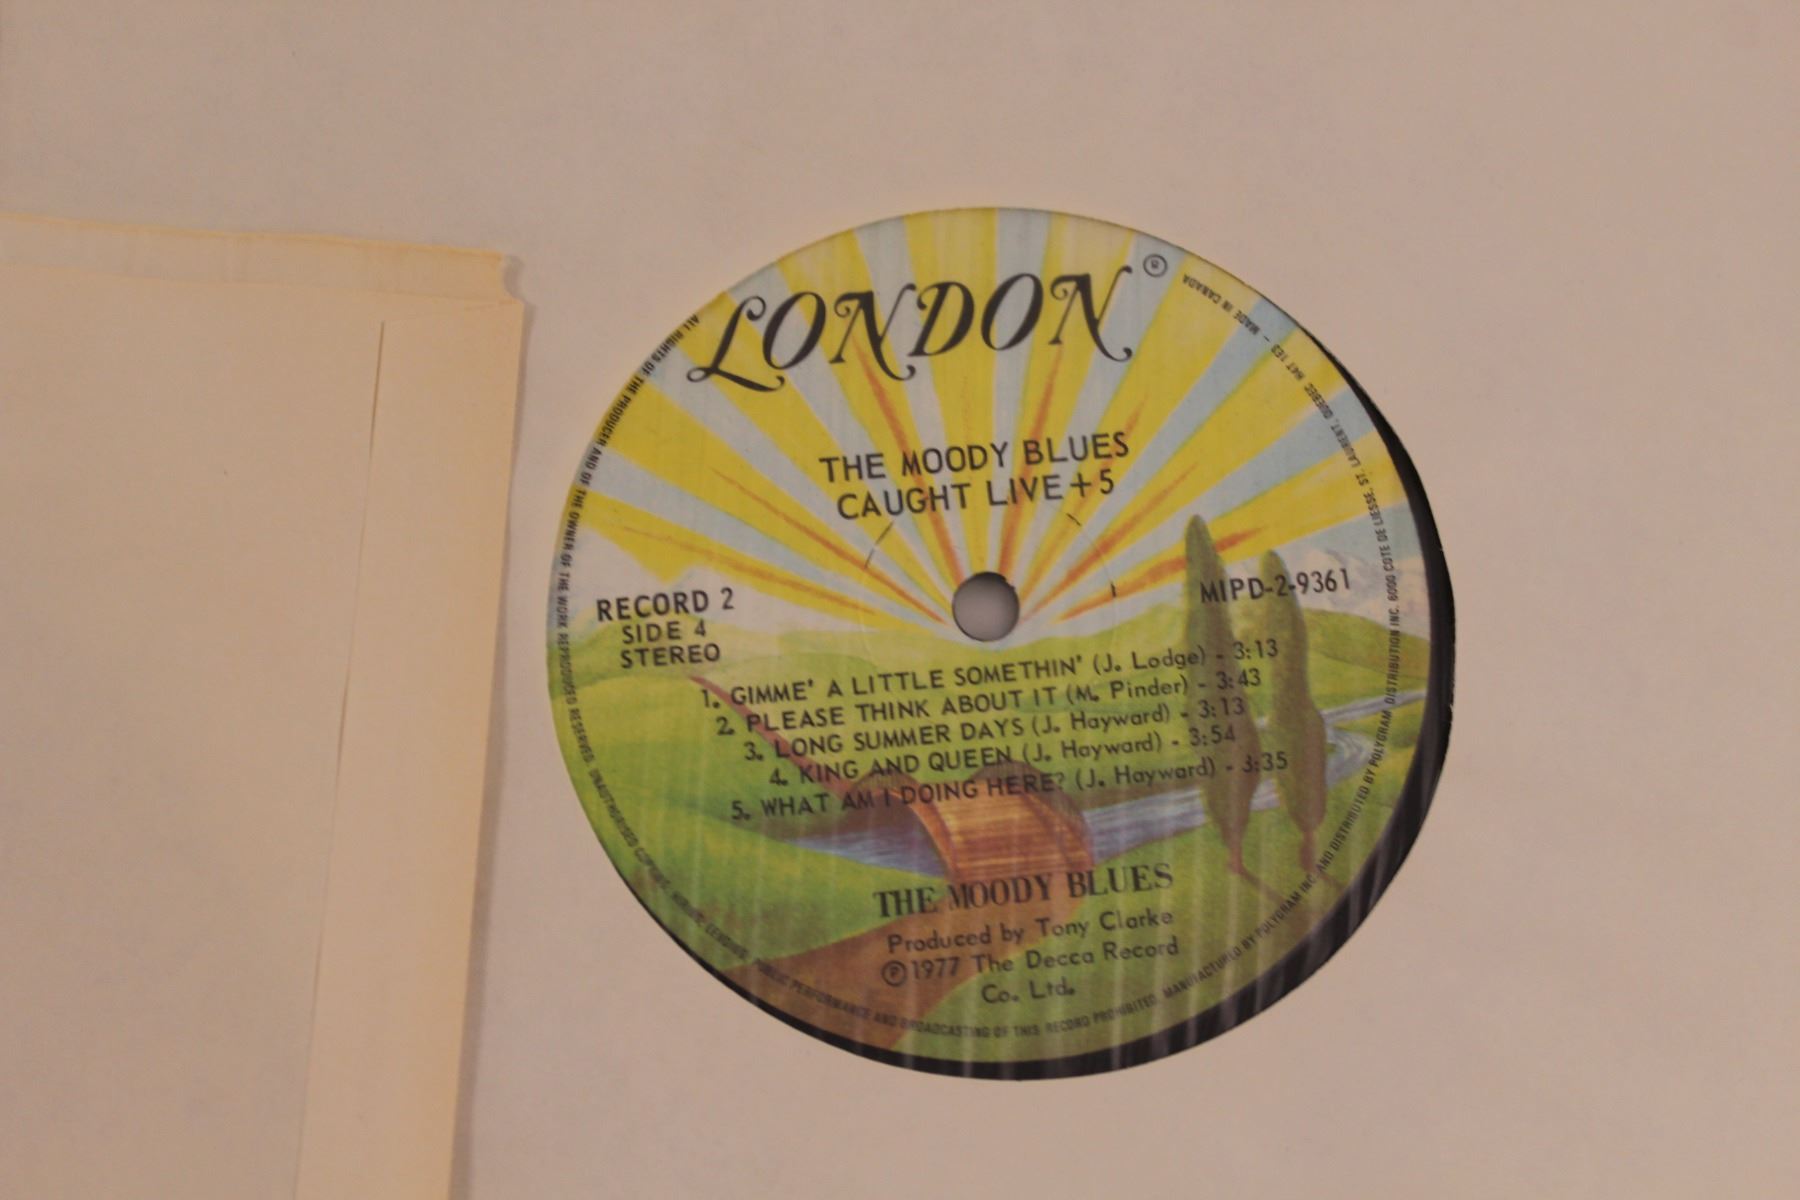 LONDON®
THE MOODY BLUES
CAUGHT LIVE+5
RECORD 2
SIDE 4
STEREO
MIPD-2-9361
1. GIMME' A LITTLE SOMETHIN' (J. Lodge) - 3:13
2. PLEASE THINK ABOUT IT (M. Pinder) - 3:43
3. LONG SUMMER DAYS (J. Hayward) - 3:13
4. KING AND QUEEN (J. Hayward) - 3:54
5. WHAT AM I DOING HERE? (J. Hayward) - 3:35
THE MOODY BLUES
Produced by Tony Clarke
℗1977 The Decca Record
Co. Ltd.
ALL RIGHTS OF THE PRODUCER AND OF THE OWNER OF THE WORK REPRODUCED RESERVED. UNAUTHORISED COPYING, PUBLIC PERFORMANCE AND BROADCASTING OF THIS RECORD PROHIBITED. MANUFACTURED BY POLYGRAM INC. AND DISTRIBUTED BY POLYGRAM DISTRIBUTION INC. 6000 COTE DE LIESSE, ST. LAURENT, QUEBEC H4T 1E3 - MADE IN CANADA